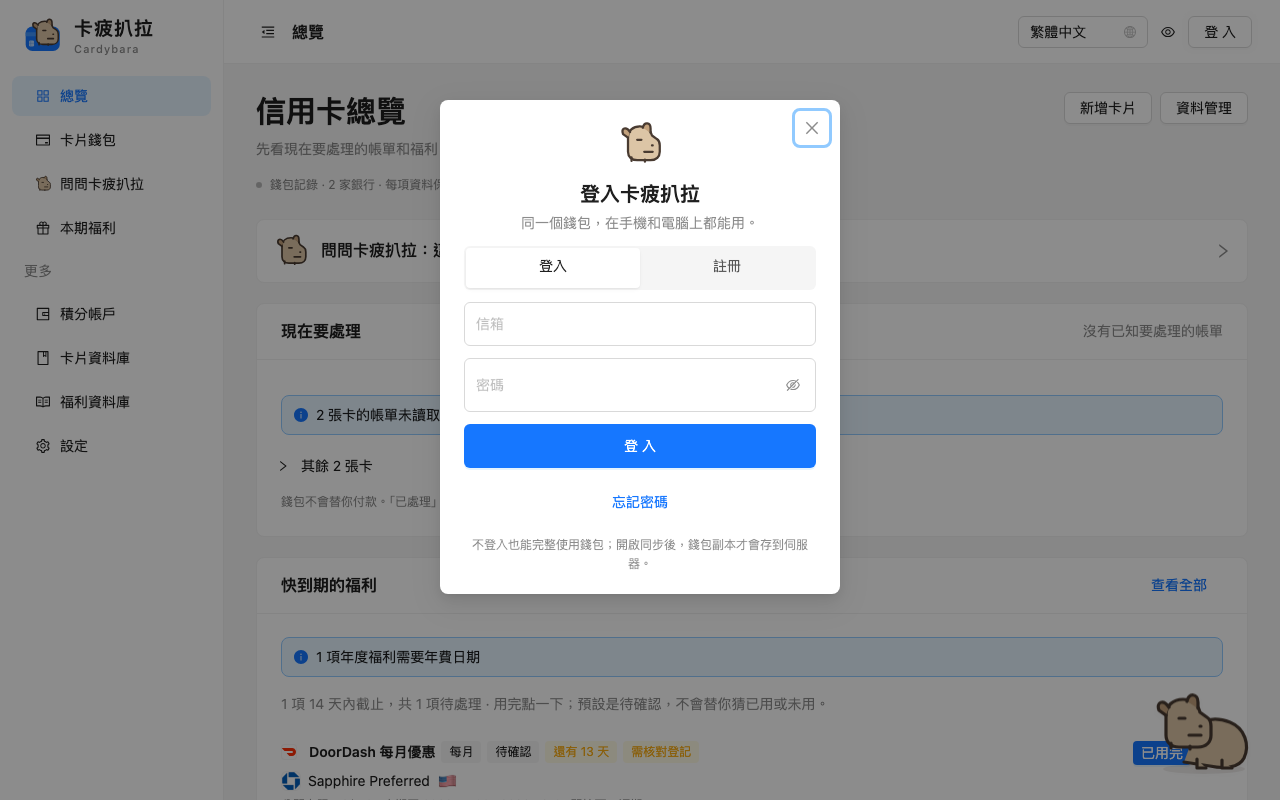 卡疲扒拉
Cardybara
總覽
卡片錢包
問問卡疲扒拉
本期福利
更多
積分帳戶
卡片資料庫
福利資料庫
設定
總覽
繁體中文
登入
信用卡總覽
新增卡片
資料管理
先看現在要處理的帳單和福利
錢包記錄 · 2 家銀行 · 每項資料
問問卡疲扒拉：
現在要處理
沒有已知要處理的帳單
2 張卡的帳單未讀取
其餘 2 張卡
錢包不會替你付款。「已處理」
登入卡疲扒拉
同一個錢包，在手機和電腦上都能用。
登入
註冊
信箱
密碼
登入
忘記密碼
不登入也能完整使用錢包；開啟同步後，錢包副本才會存到伺服
器。
快到期的福利
查看全部
1 項年度福利需要年費日期
1 項 14 天內截止，共 1 項待處理 · 用完點一下；預設是待確認，不會替你猜已用或未用。
DoorDash 每月優惠 每月 待確認 還有 13 天 需核對登記
已用完
Sapphire Preferred